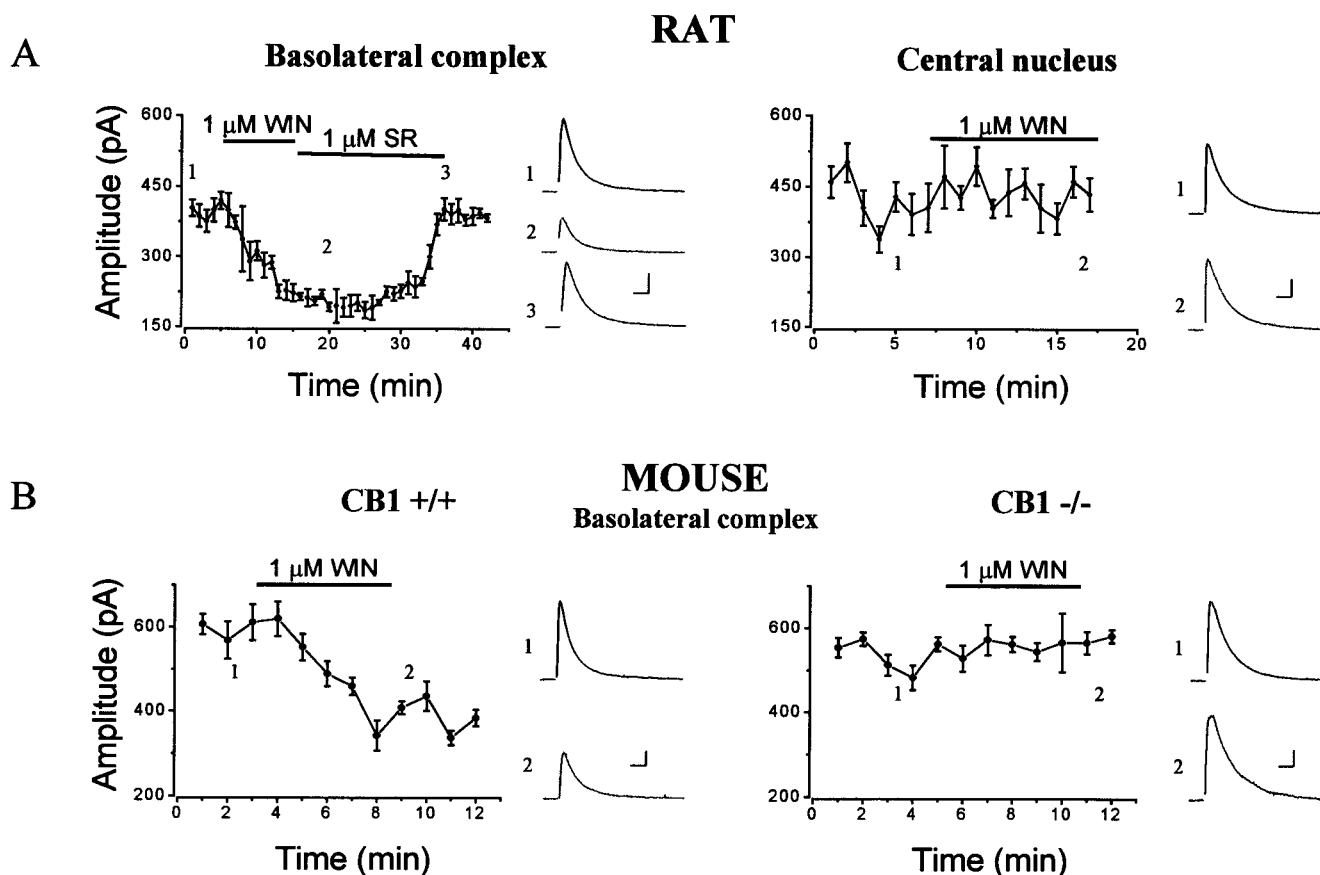 RAT
A
Basolateral complex
Central nucleus
Amplitude (pA)
600
450
300
150
1 μM WIN
1 μM SR
1
2
3
0
10
20
30
40
Time (min)
1
2
3
600
450
300
150
1 μM WIN
1
2
0
5
10
15
20
Time (min)
1
2
B
MOUSE
Basolateral complex
CB1 +/+
CB1 -/-
Amplitude (pA)
600
400
200
1 μM WIN
1
2
0
2
4
6
8
10
12
Time (min)
1
2
600
400
200
1 μM WIN
1
2
0
2
4
6
8
10
12
Time (min)
1
2